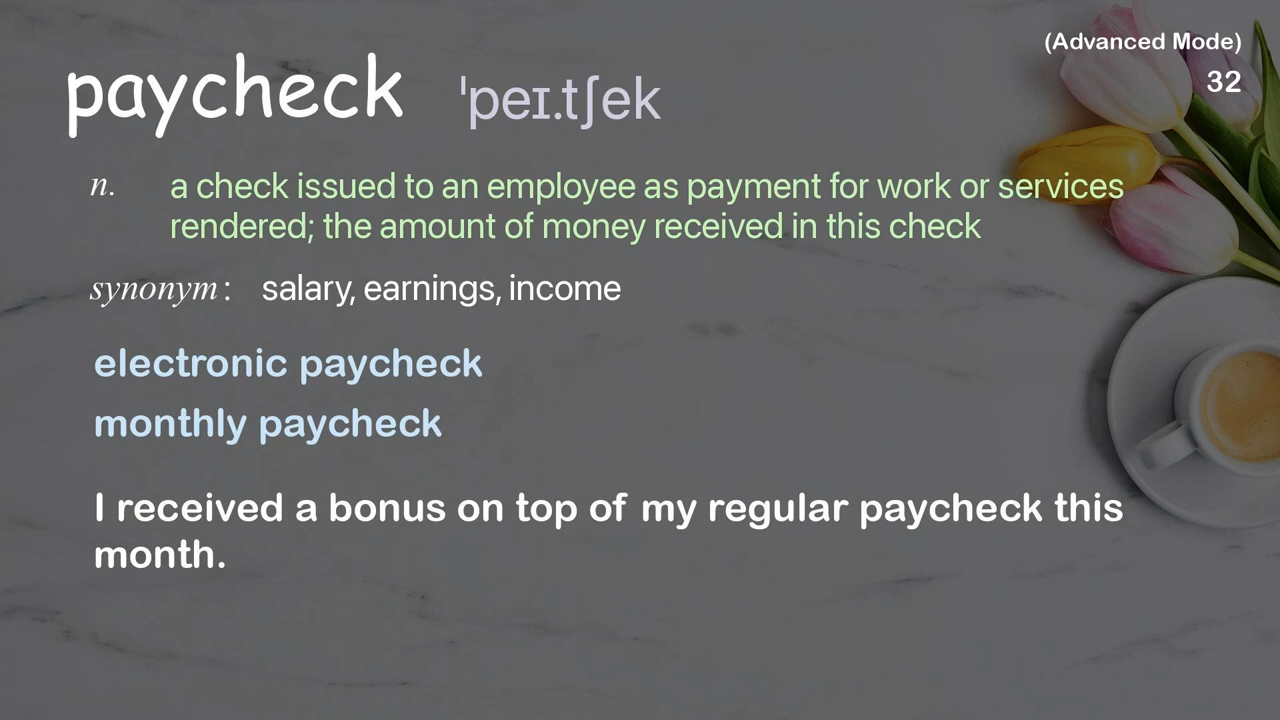 (Advanced Mode)
32
paycheck ˈpeɪ.tʃek
n. a check issued to an employee as payment for work or services
rendered; the amount of money received in this check
synonym: salary, earnings, income
electronic paycheck
monthly paycheck
I received a bonus on top of my regular paycheck this
month.